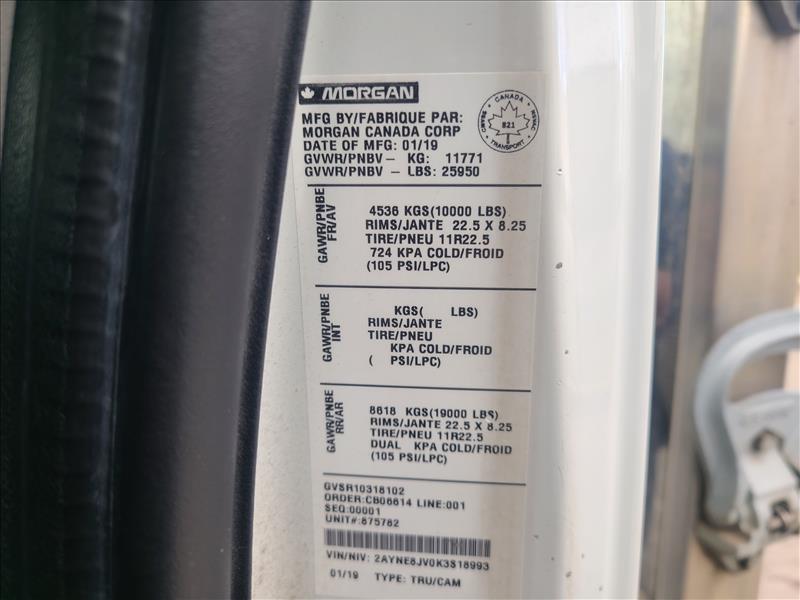 MORGAN
MFG BY/FABRIQUE PAR:
MORGAN CANADA CORP
DATE OF MFG: 01/19
GVWR/PNBV - KG: 11771
GVWR/PNBV - LBS: 25950
CANADA
821
TRANSPORT
GAWR/PNBE
FR/AV
4536 KGS(10000 LBS)
RIMS/JANTE 22.5 X 8.25
TIRE/PNEU 11R22.5
724 KPA COLD/FROID
(105 PSI/LPC)
GAWR/PNBE
INT
KGS( LBS)
RIMS/JANTE
TIRE/PNEU
KPA COLD/FROID
( PSI/LPC)
GAWR/PNBE
RR/AR
8618 KGS(19000 LBS)
RIMS/JANTE 22.5 X 8.25
TIRE/PNEU 11R22.5
DUAL KPA COLD/FROID
(105 PSI/LPC)
GVSR10318102
ORDER:CB06614 LINE:001
SEQ:00001
UNIT#:875782
VIN/NIV: 2AYNE8JV0K3S18993
01/19 TYPE: TRU/CAM